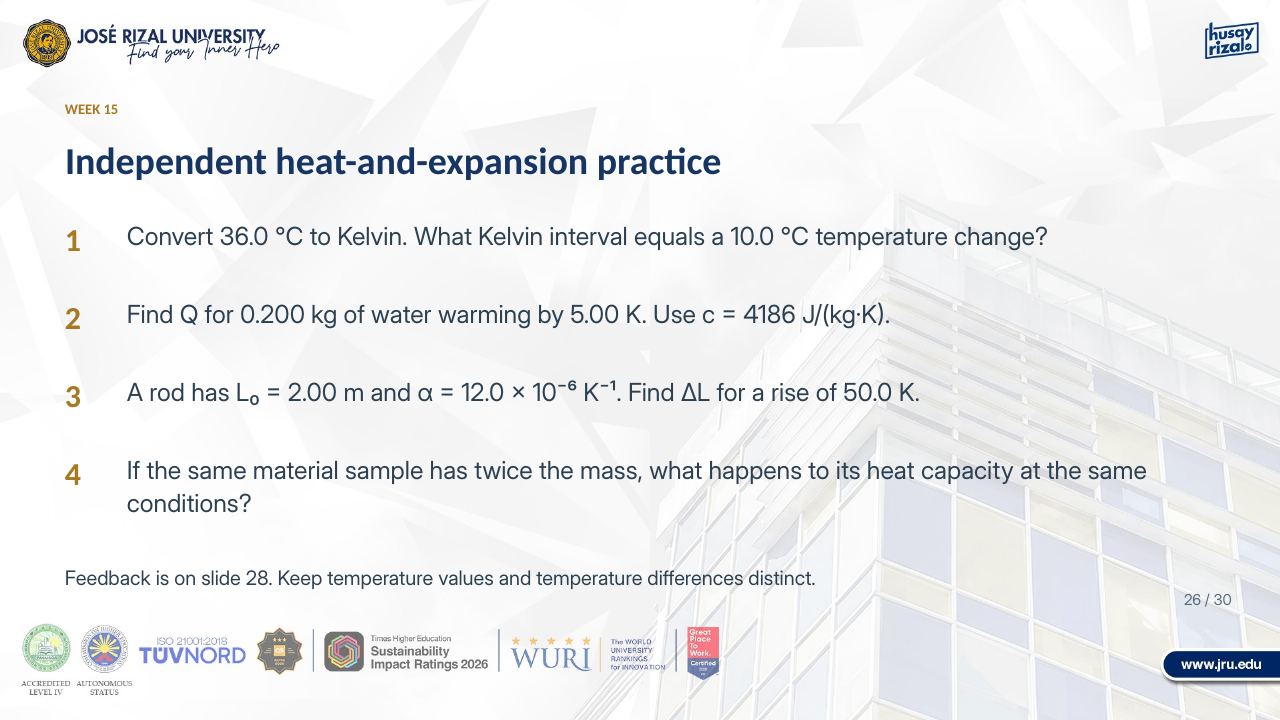 JOSÉ RIZAL UNIVERSITY
Find your Inner Hero
husay
rizal
WEEK 15
Independent heat-and-expansion practice
1 Convert 36.0 °C to Kelvin. What Kelvin interval equals a 10.0 °C temperature change?
2 Find Q for 0.200 kg of water warming by 5.00 K. Use c = 4186 J/(kg·K).
3 A rod has L₀ = 2.00 m and α = 12.0 × 10⁻⁶ K⁻¹. Find ΔL for a rise of 50.0 K.
4 If the same material sample has twice the mass, what happens to its heat capacity at the same
conditions?
Feedback is on slide 28. Keep temperature values and temperature differences distinct.
26 / 30
ACCREDITED
LEVEL IV
AUTONOMOUS
STATUS
ISO 21001:2018
TÜVNORD
Times Higher Education
Sustainability
Impact Ratings 2026
WURI
The WORLD
UNIVERSITY
RANKINGS
for INNOVATION
Great
Place
To
Work.
Certified
www.jru.edu